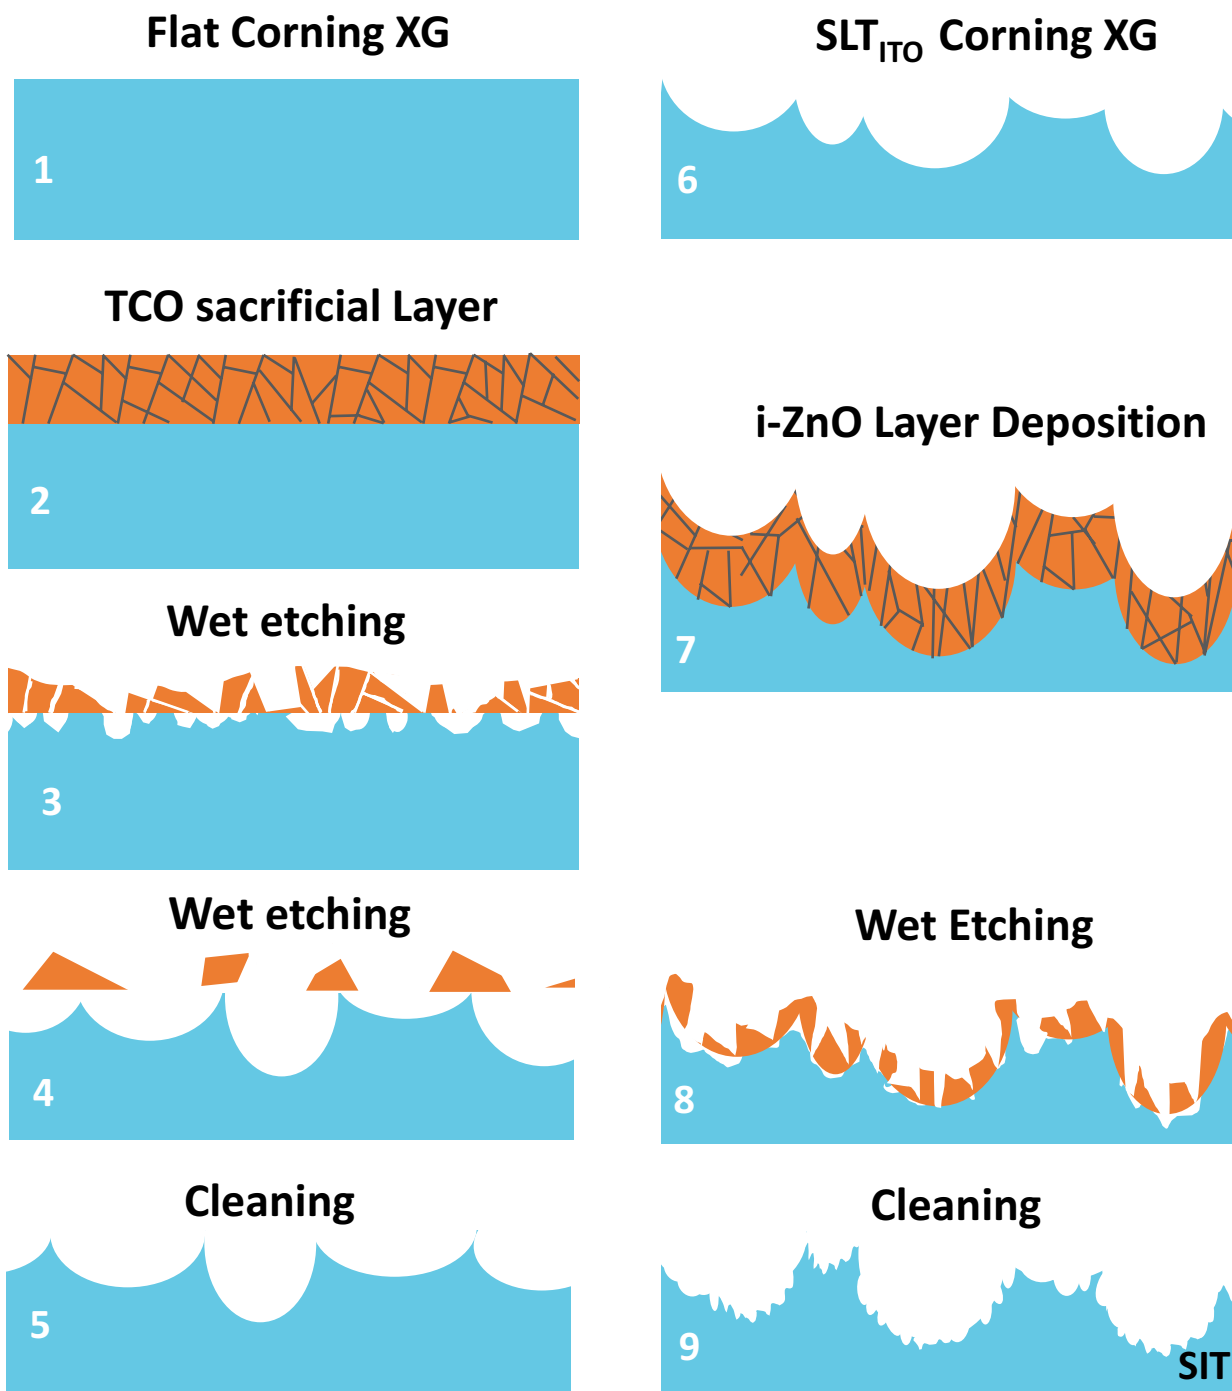 Flat Corning XG
1
TCO sacrificial Layer
2
Wet etching
3
Wet etching
4
Cleaning
5
SLT_ITO Corning XG
6
i-ZnO Layer Deposition
7
Wet Etching
8
Cleaning
9
SIT